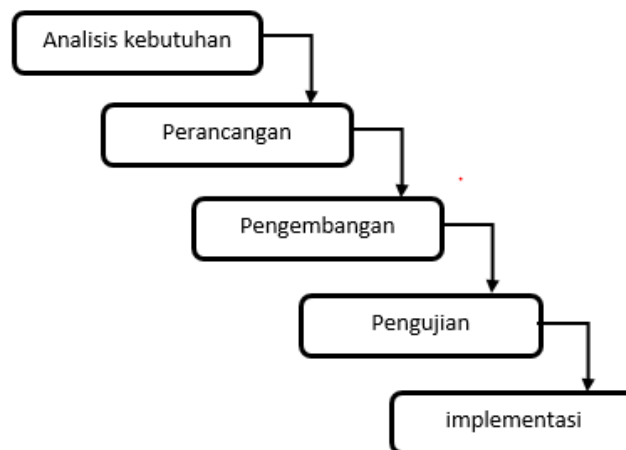 Analisis kebutuhan
Perancangan
Pengembangan
Pengujian
implementasi